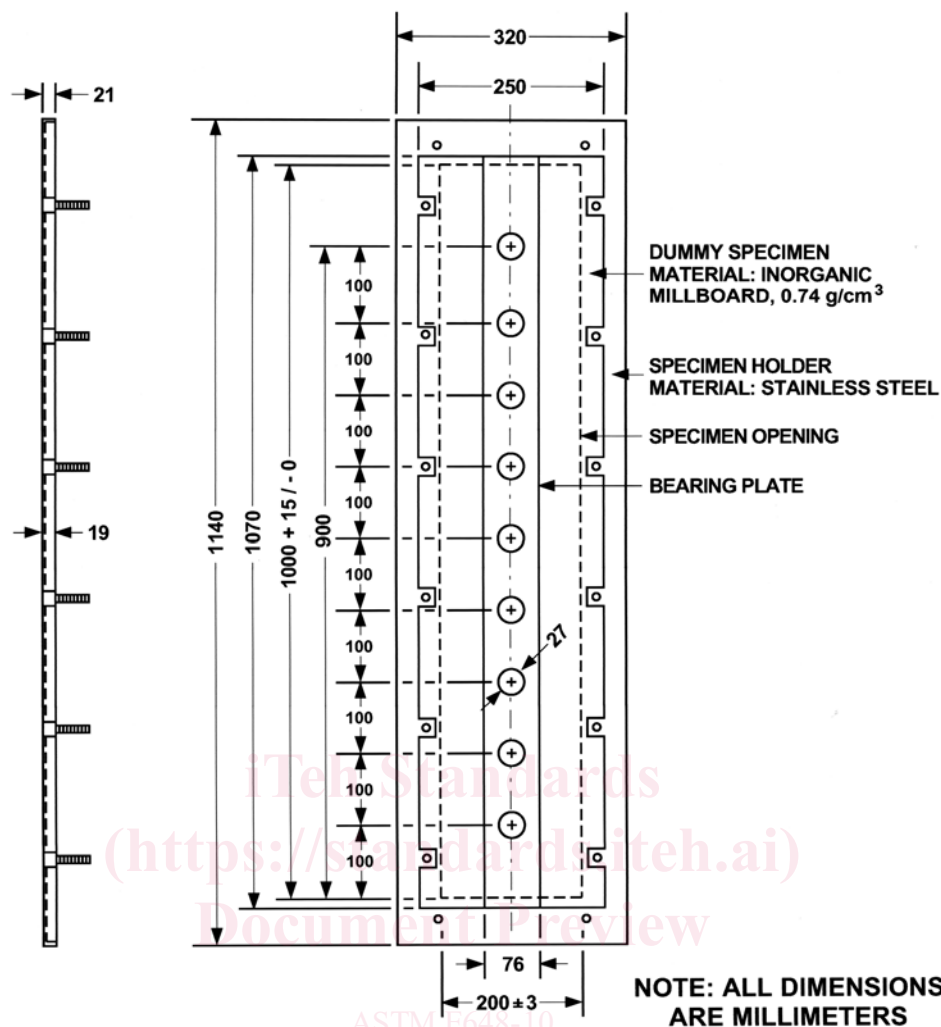 320
250
21
DUMMY SPECIMEN
MATERIAL: INORGANIC
MILLBOARD, 0.74 g/cm³
SPECIMEN HOLDER
MATERIAL: STAINLESS STEEL
SPECIMEN OPENING
BEARING PLATE
19
1140
1070
1000 + 15 / - 0
900
100
100
100
100
100
100
100
100
100
27
iTeh Standards
(https://standards.iteh.ai)
Document Preview
76
200 ± 3
NOTE: ALL DIMENSIONS
ARE MILLIMETERS
ASTM E648-10